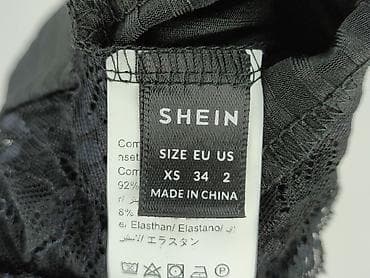 SHEIN
SIZE EU US
XS 34 2
MADE IN CHINA
Com
nset
Com
92%
8%
e/ Elasthan/ Elastano/
エラスタン